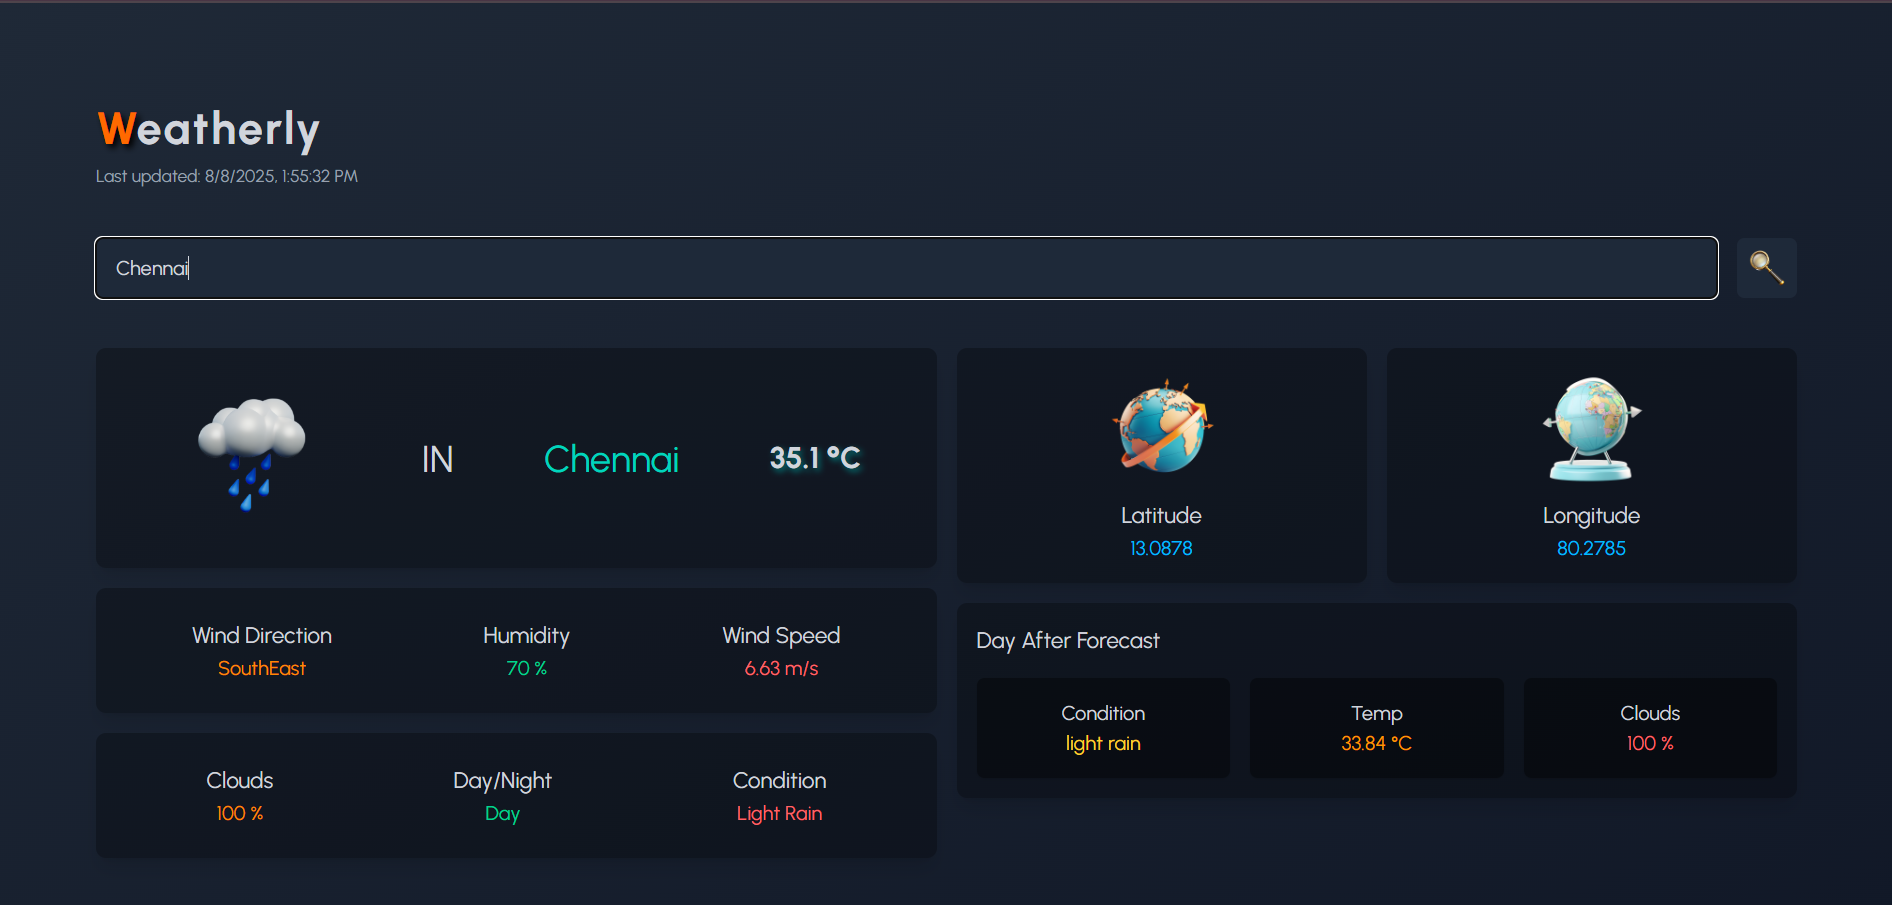 Weatherly
Last updated: 8/8/2025, 1:55:32 PM
Chennai
IN Chennai 35.1 °C
Latitude
13.0878
Longitude
80.2785
Wind Direction Humidity Wind Speed
SouthEast 70 % 6.63 m/s
Clouds Day/Night Condition
100 % Day Light Rain
Day After Forecast
Condition Temp Clouds
light rain 33.84 °C 100 %